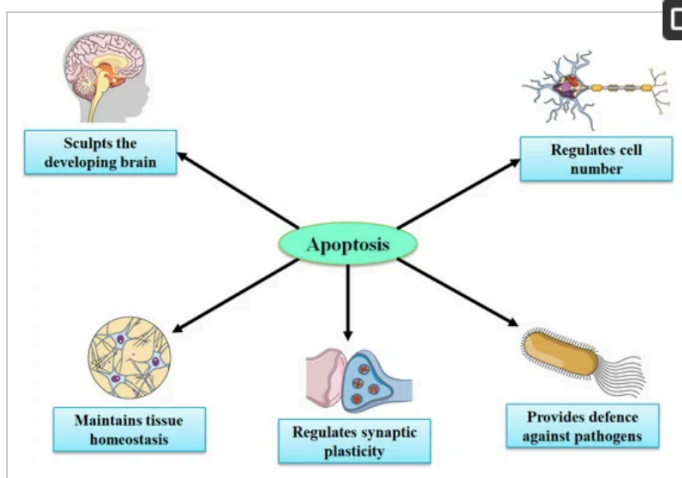 Sculpts the
developing brain
Regulates cell
number
Apoptosis
Maintains tissue
homeostasis
Regulates synaptic
plasticity
Provides defence
against pathogens